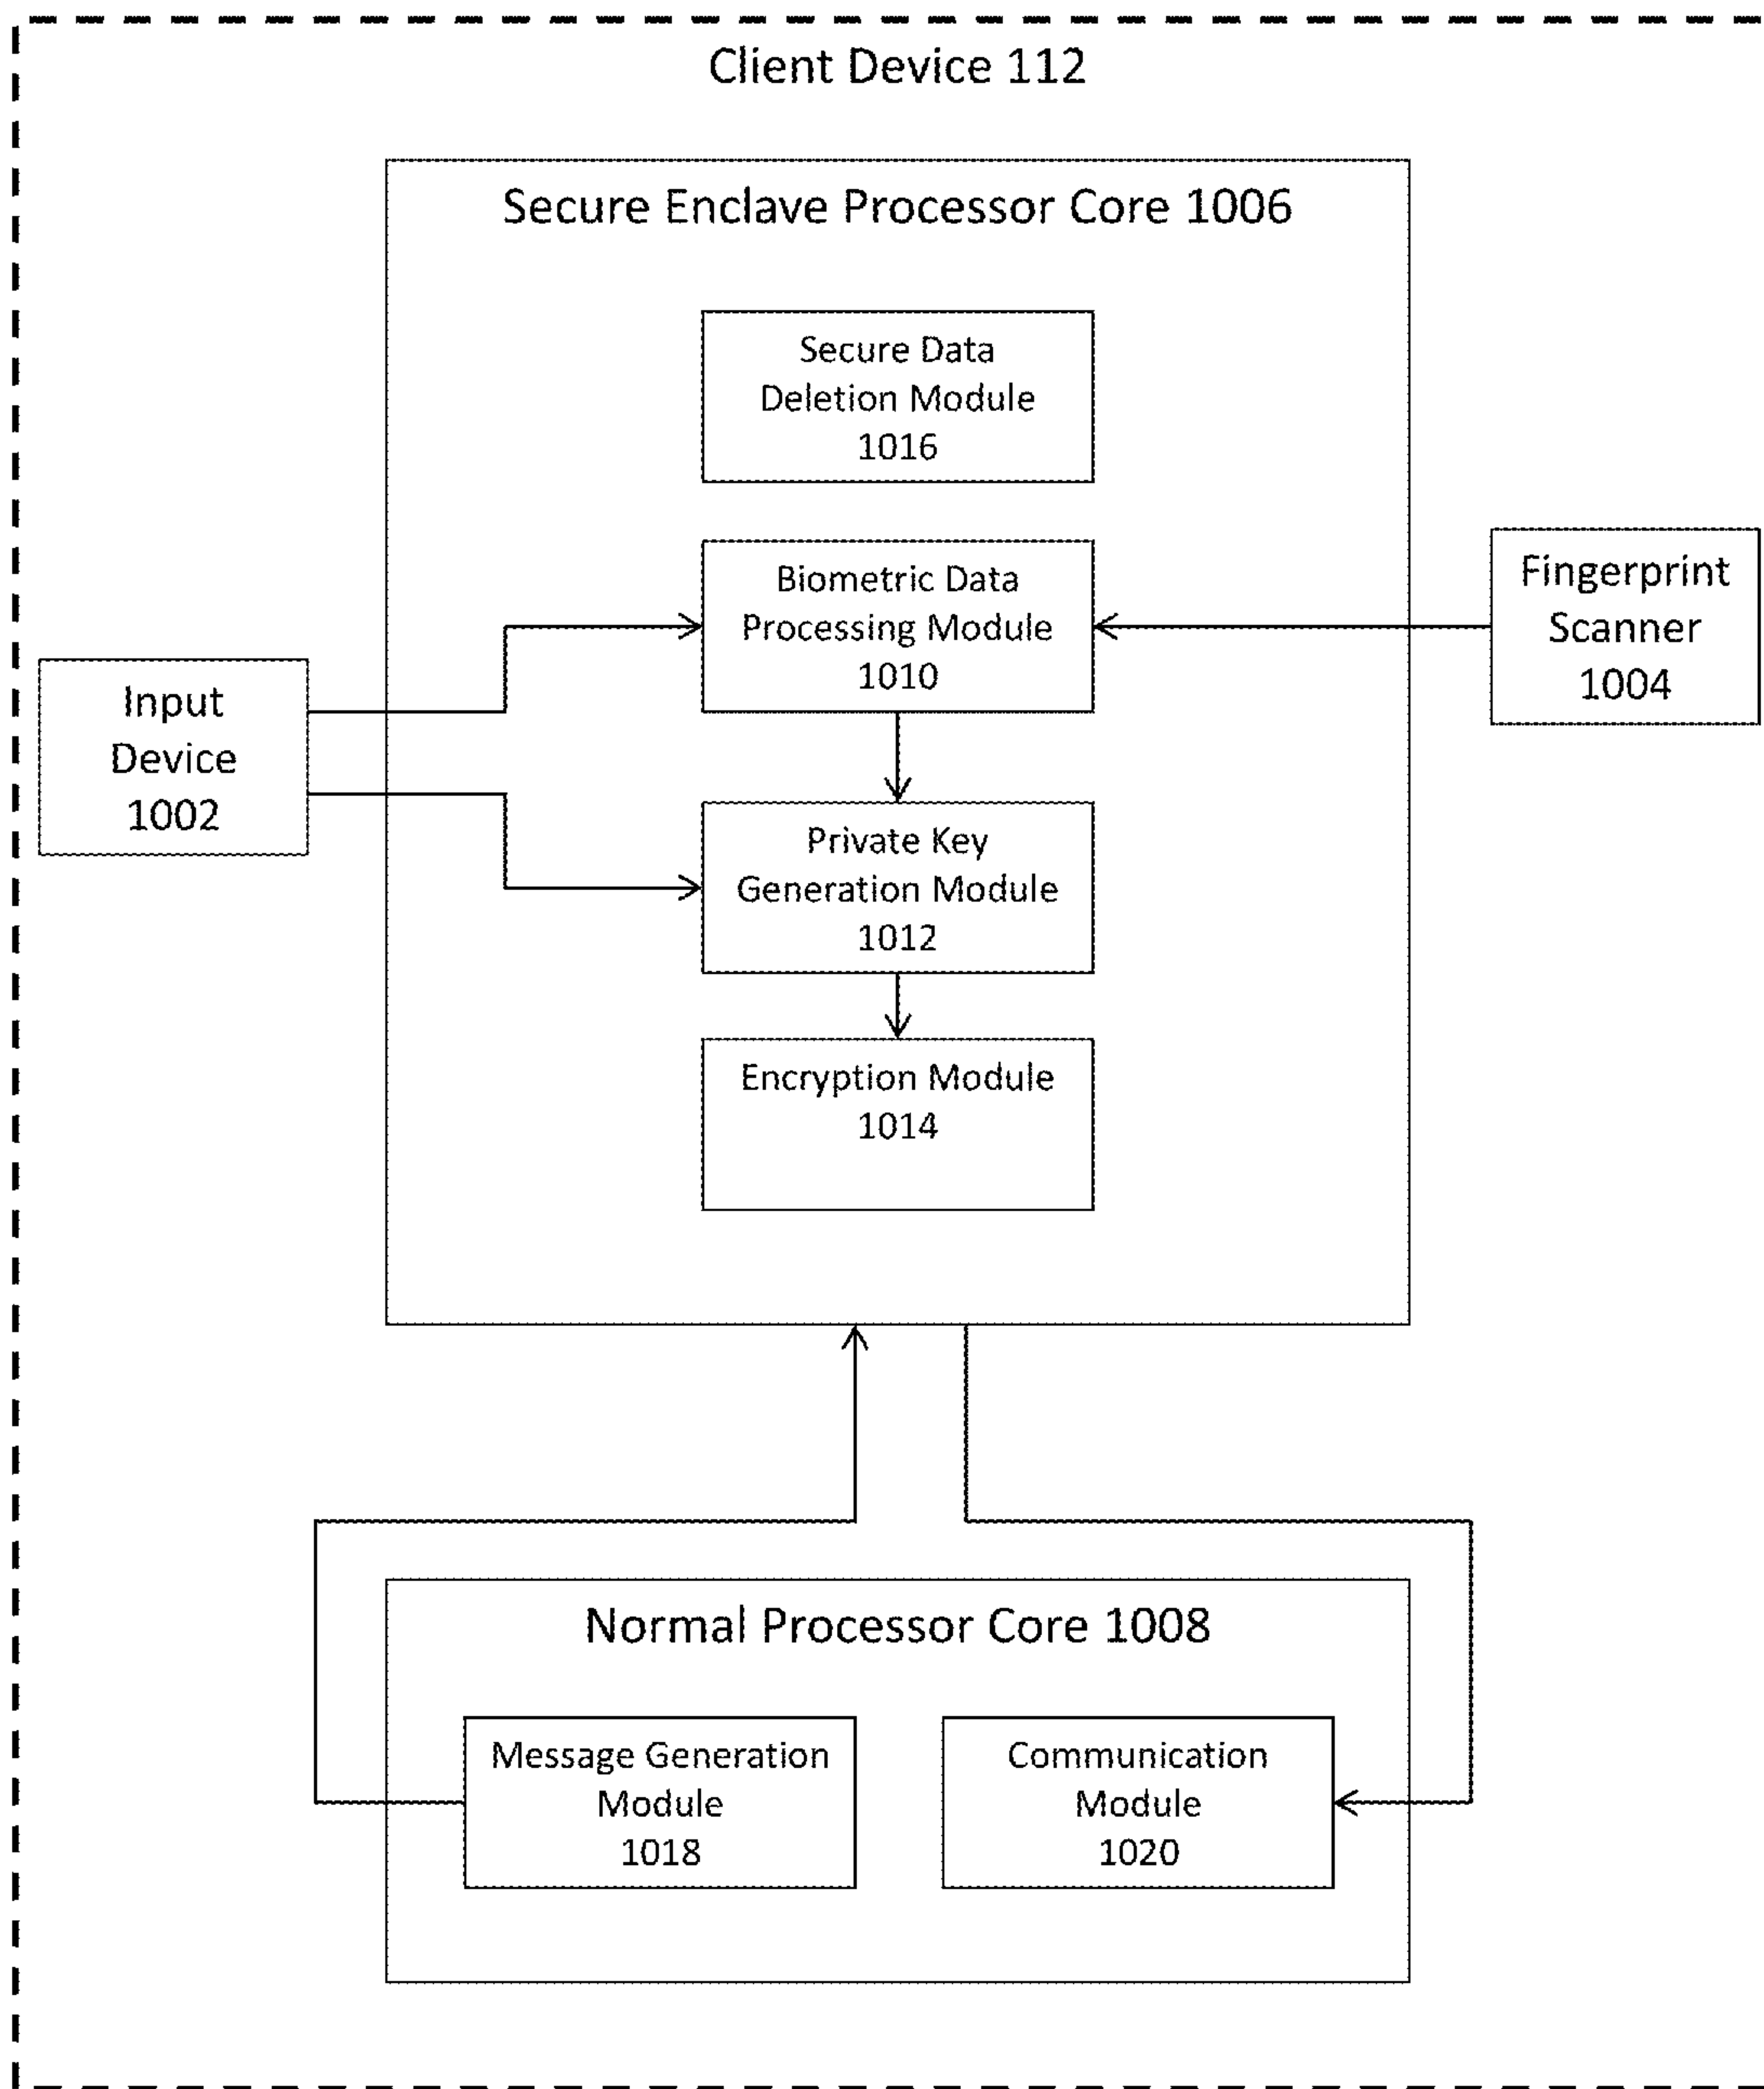 Client Device 112
Secure Enclave Processor Core 1006
Secure Data
Deletion Module
1016
Biometric Data
Processing Module
1010
Fingerprint
Scanner
1004
Input
Device
1002
Private Key
Generation Module
1012
Encryption Module
1014
Normal Processor Core 1008
Message Generation
Module
1018
Communication
Module
1020